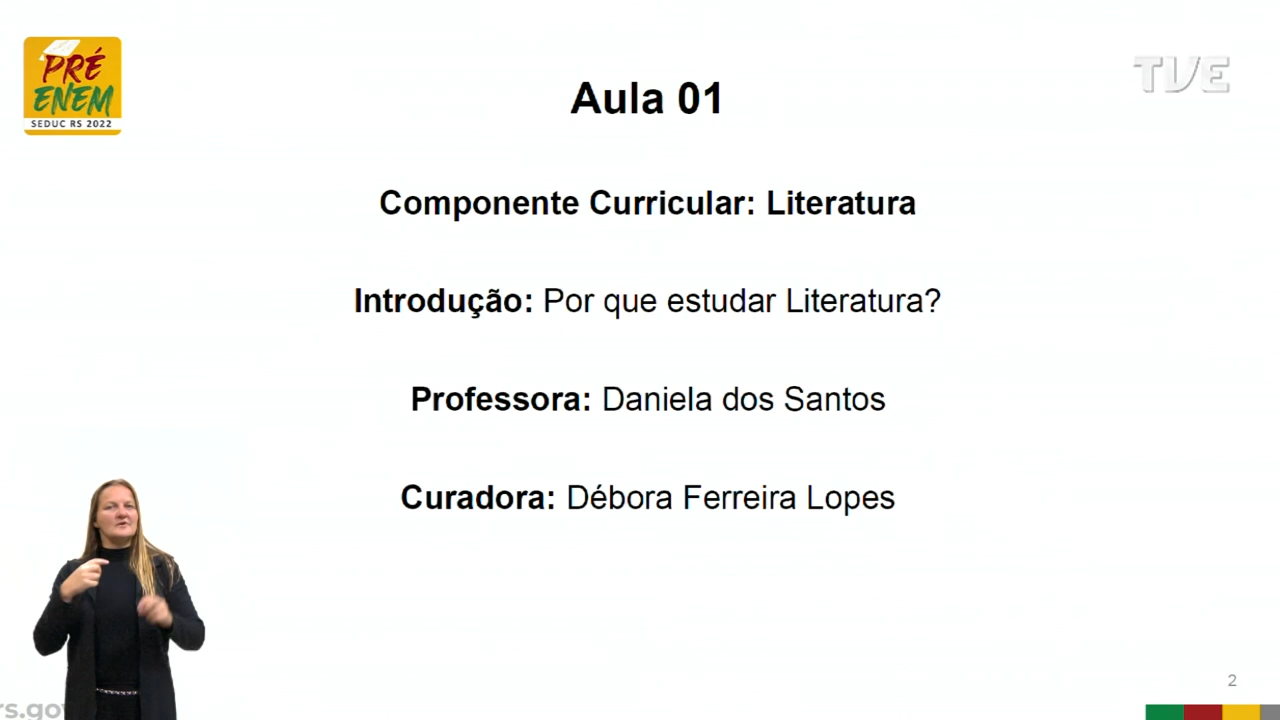 PRÉ
ENEM
SEDUC RS 2022
TVE
Aula 01
Componente Curricular: Literatura
Introdução: Por que estudar Literatura?
Professora: Daniela dos Santos
Curadora: Débora Ferreira Lopes
2